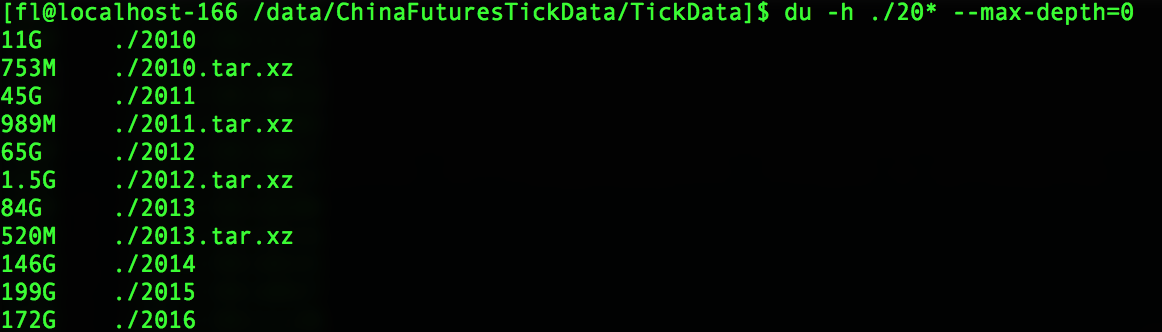 [fl@localhost-166 /data/ChinaFuturesTickData/TickData]$ du -h ./20* --max-depth=0
11G ./2010
753M ./2010.tar.xz
45G ./2011
989M ./2011.tar.xz
65G ./2012
1.5G ./2012.tar.xz
84G ./2013
520M ./2013.tar.xz
146G ./2014
199G ./2015
172G ./2016